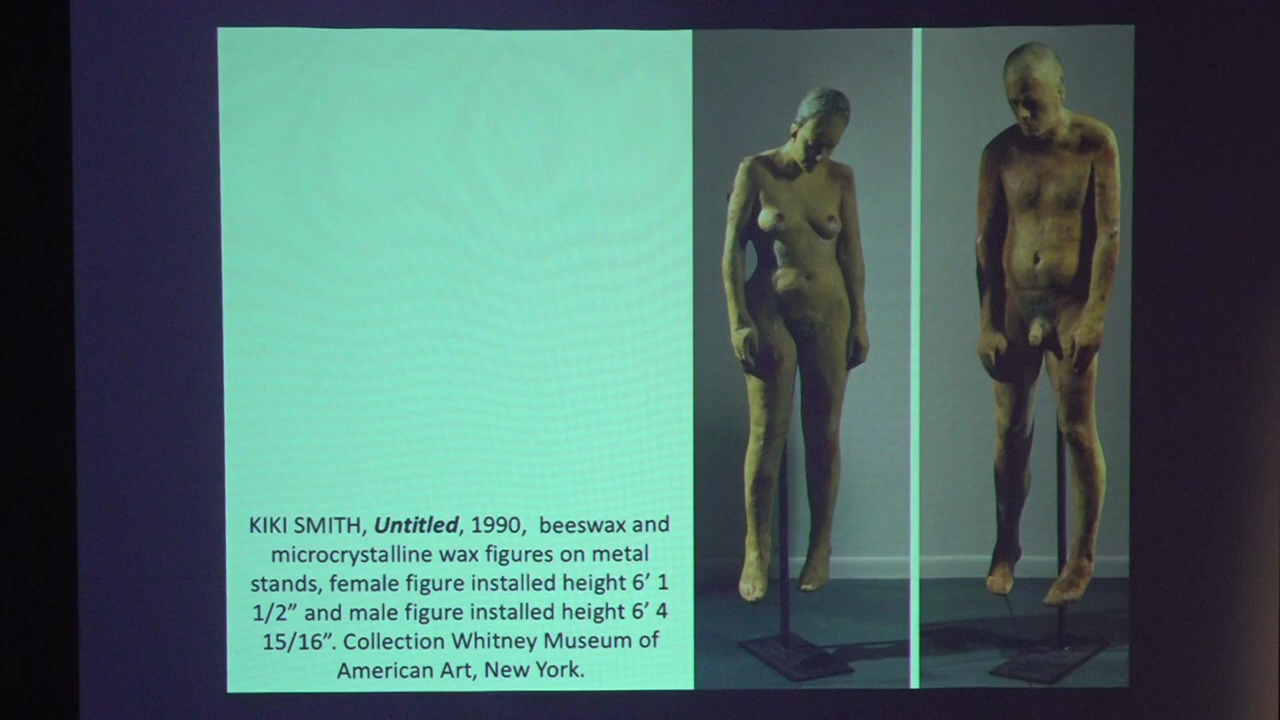 KIKI SMITH, Untitled, 1990,  beeswax and
microcrystalline wax figures on metal
stands, female figure installed height 6’ 1
1/2” and male figure installed height 6’ 4
15/16”. Collection Whitney Museum of
American Art, New York.